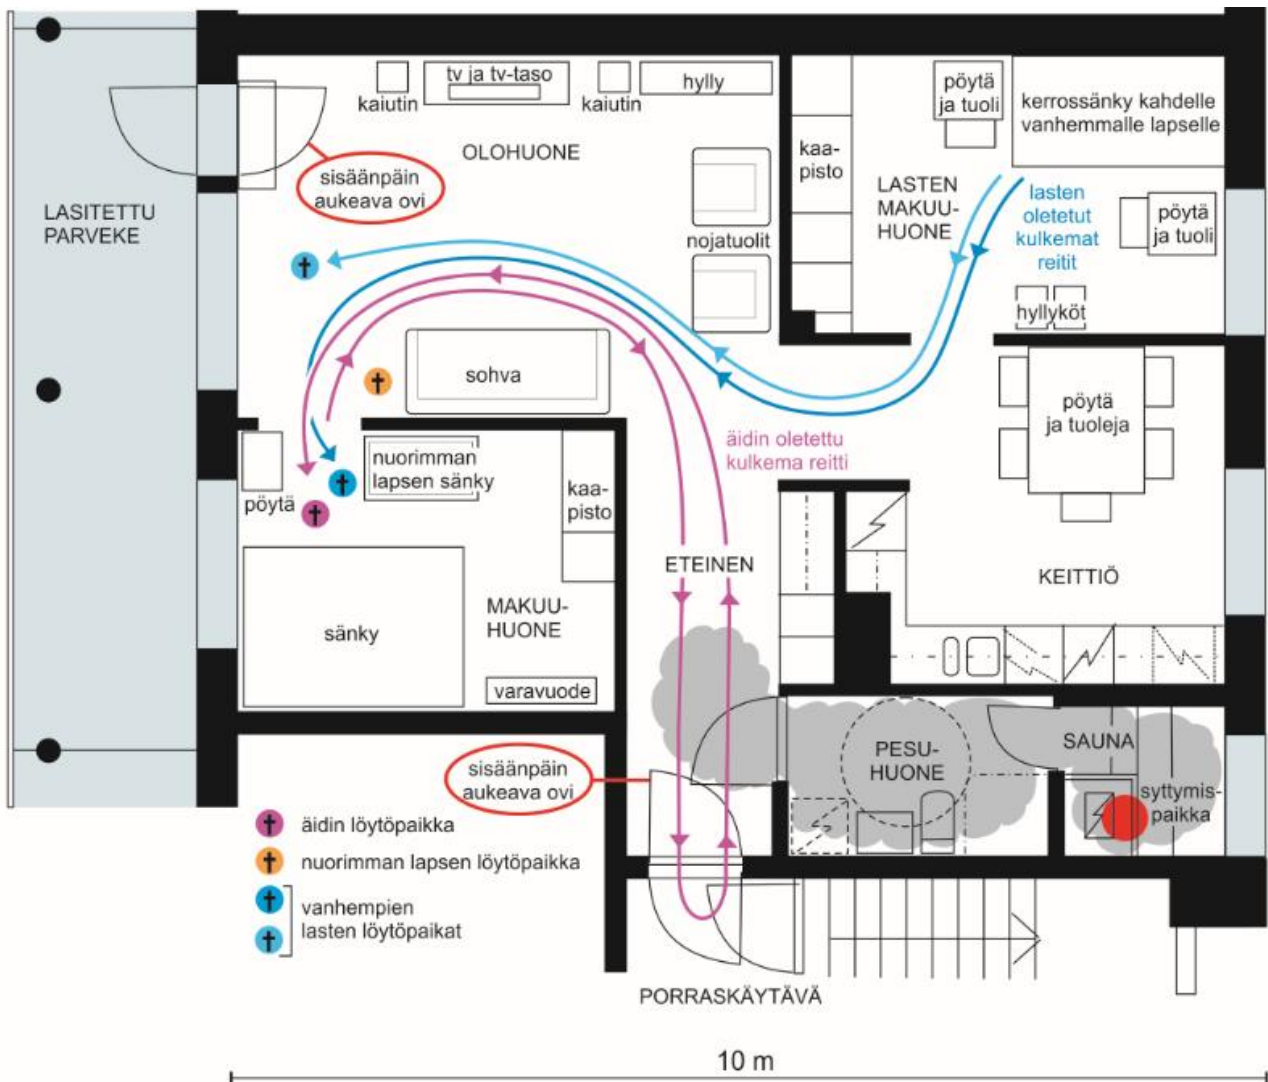 kaiutin
tv ja tv-taso
kaiutin
hylly
OLOHUONE
sisäänpäin
aukeava ovi
LASITETTU
PARVEKE
nojatuolit
kaa-
pisto
pöytä
ja tuoli
kerrossänky kahdelle
vanhemmalle lapselle
LASTEN
MAKUU-
HUONE
lasten
oletetut
kulkemat
reitit
pöytä
ja tuoli
hyllyköt
sohva
pöytä
ja tuoleja
äidin oletettu
kulkema reitti
nuorimman
lapsen sänky
pöytä
kaa-
pisto
ETEINEN
KEITTIÖ
sänky
MAKUU-
HUONE
varavuode
PESU-
HUONE
SAUNA
syttymis-
paikka
sisäänpäin
aukeava ovi
äidin löytöpaikka
nuorimman lapsen löytöpaikka
vanhempien
lasten löytöpaikat
PORRASKÄYTÄVÄ
10 m